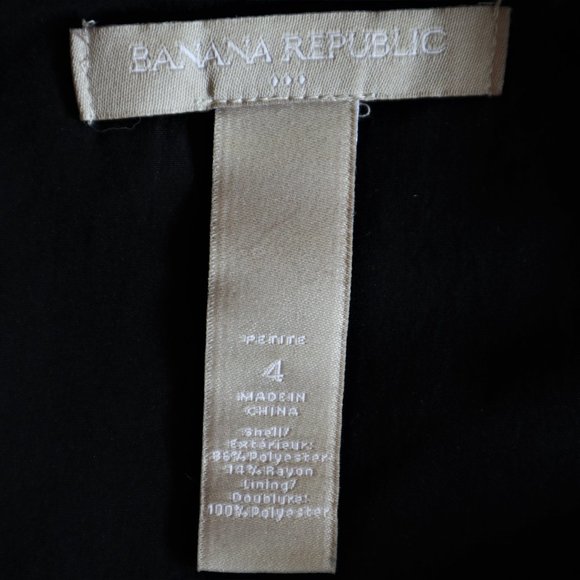 BANANA REPUBLIC
PETITE
4
MADE IN
CHINA
Shell/
Extérieur:
86% Polyester
14% Rayon
Lining/
Doublure:
100% Polyester